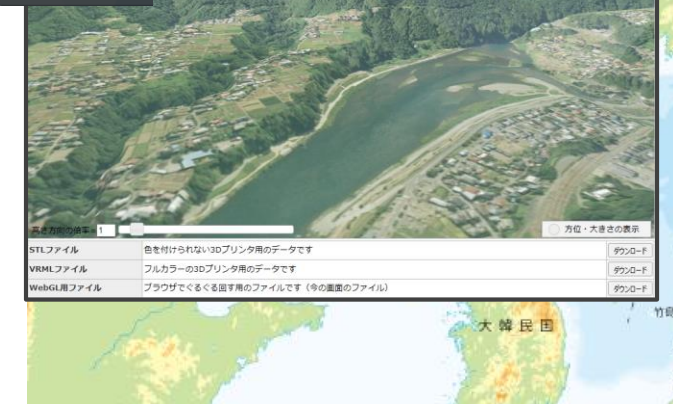 高さ方向の倍率: 1
方位・大きさの表示
STLファイル 色を付けられない3Dプリンタ用のデータです ダウンロード
VRMLファイル フルカラーの3Dプリンタ用のデータです ダウンロード
WebGL用ファイル ブラウザでぐるぐる回す用のファイルです（今の画面のファイル） ダウンロード
大韓民国